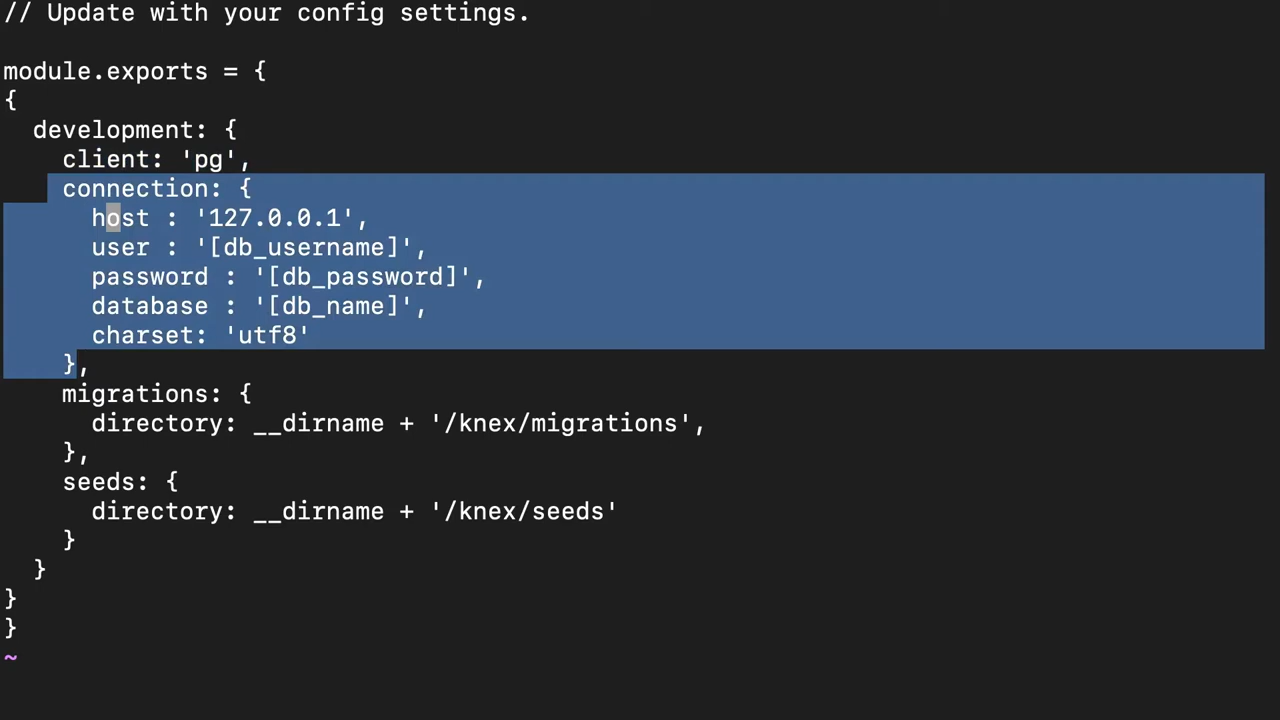 // Update with your config settings.
module.exports = {
{
  development: {
    client: 'pg',
    connection: {
      host : '127.0.0.1',
      user : '[db_username]',
      password : '[db_password]',
      database : '[db_name]',
      charset: 'utf8'
    },
    migrations: {
      directory: __dirname + '/knex/migrations',
    },
    seeds: {
      directory: __dirname + '/knex/seeds'
    }
  }
}
}
~